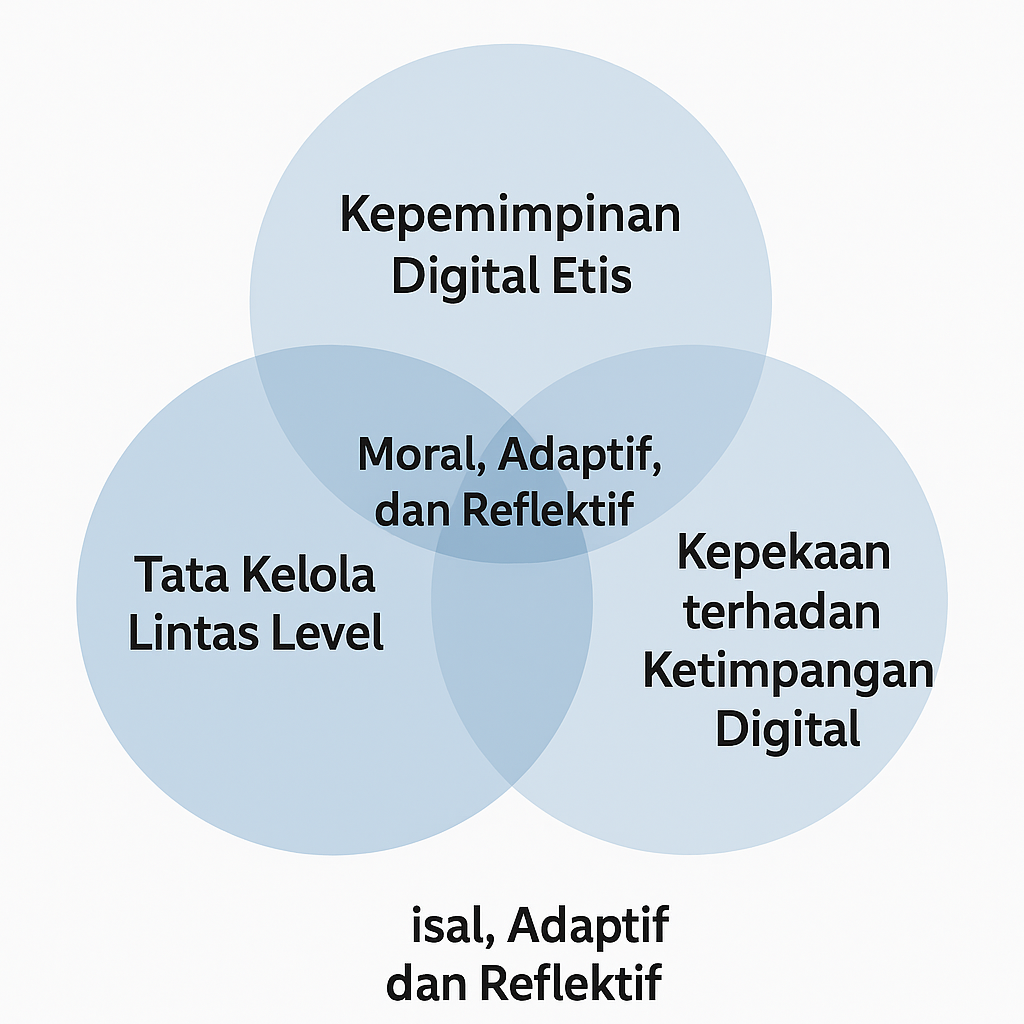 Kepemimpinan
Digital Etis
Moral, Adaptif,
dan Reflektif
Tata Kelola
Lintas Level
Kepekaan
terhadan
Ketimpangan
Digital
isal, Adaptif
dan Reflektif